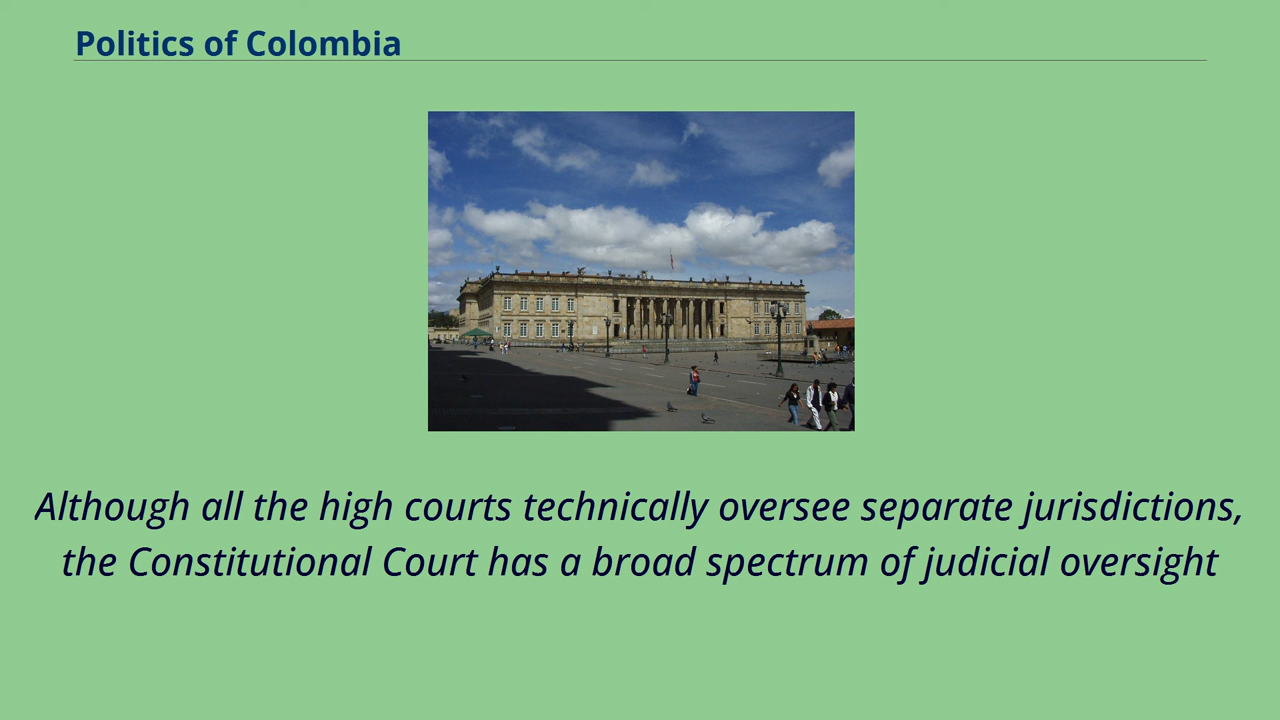 Politics of Colombia
Although all the high courts technically oversee separate jurisdictions,
the Constitutional Court has a broad spectrum of judicial oversight